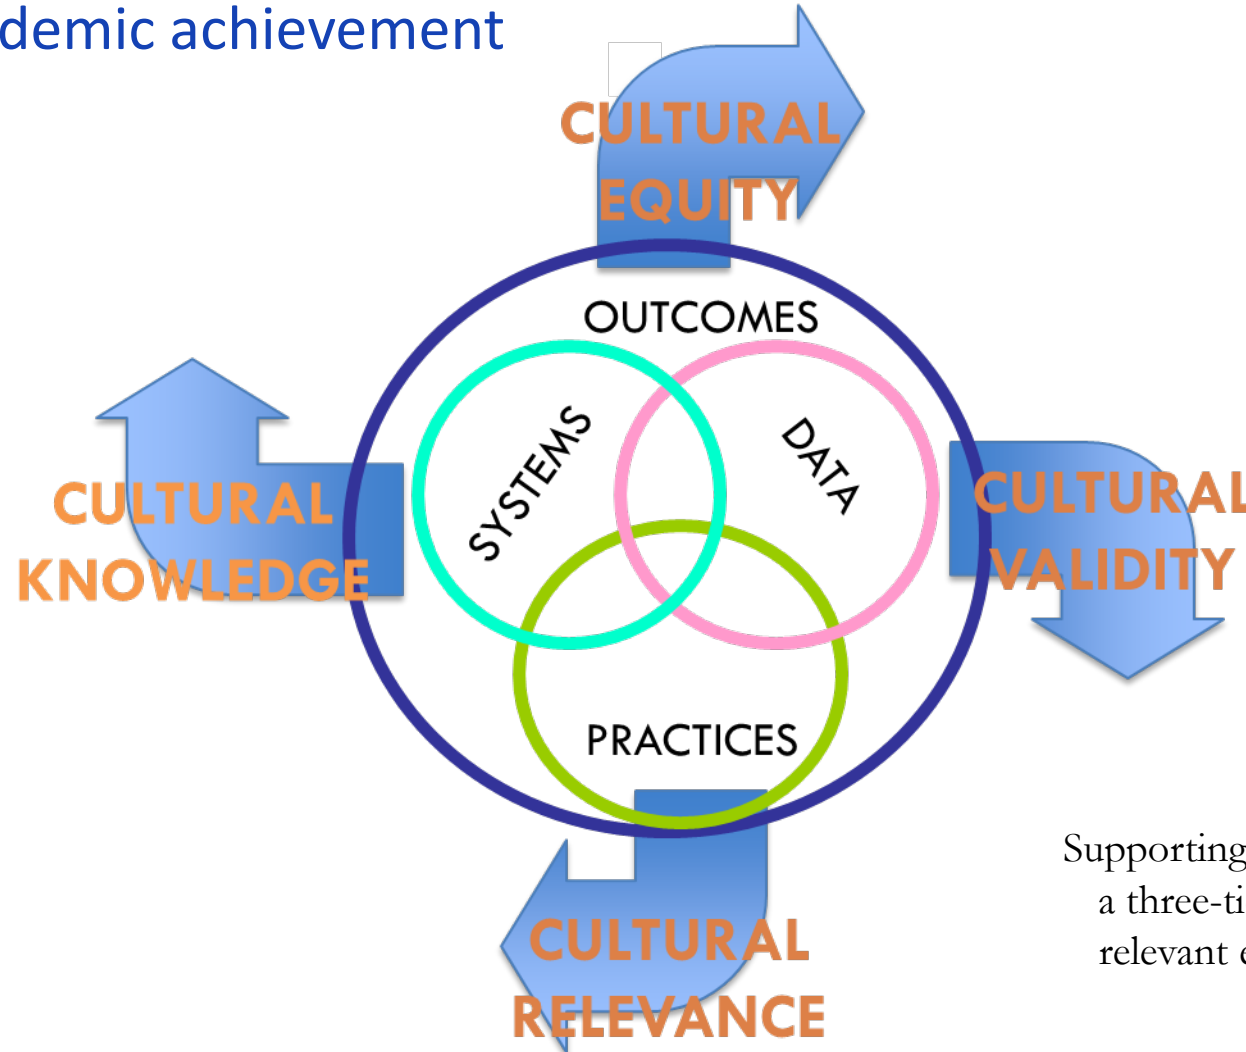 demic achievement
CULTURAL
EQUITY
OUTCOMES
SYSTEMS
DATA
CULTURAL
KNOWLEDGE
CULTURAL
VALIDITY
PRACTICES
Supporting
a three-ti
relevant e
CULTURAL
RELEVANCE